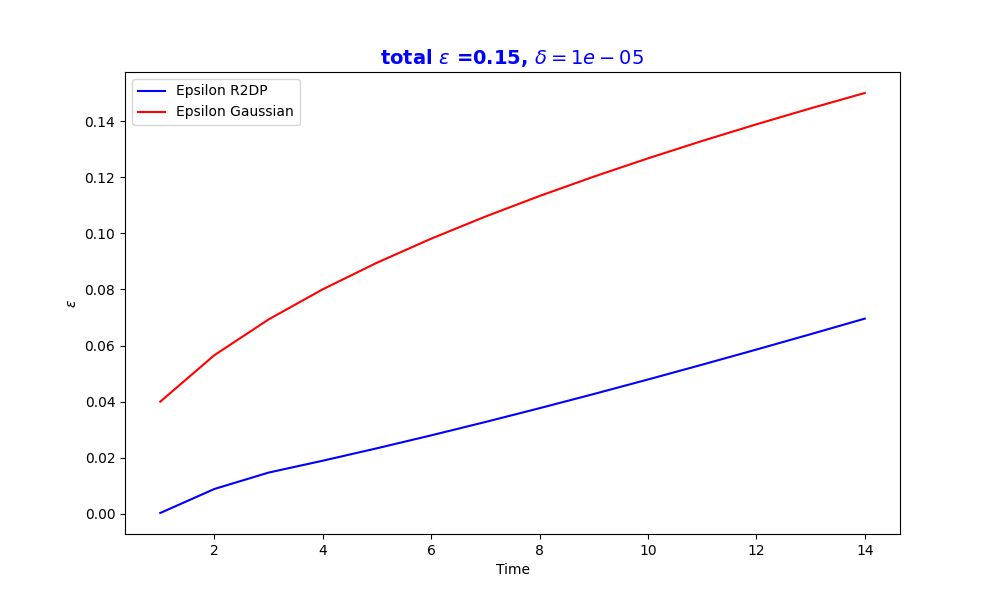 total ε =0.15, δ = 1e − 05
Epsilon R2DP
Epsilon Gaussian
0.14
0.12
0.10
0.08
ε
0.06
0.04
0.02
0.00
2 4 6 8 10 12 14
Time